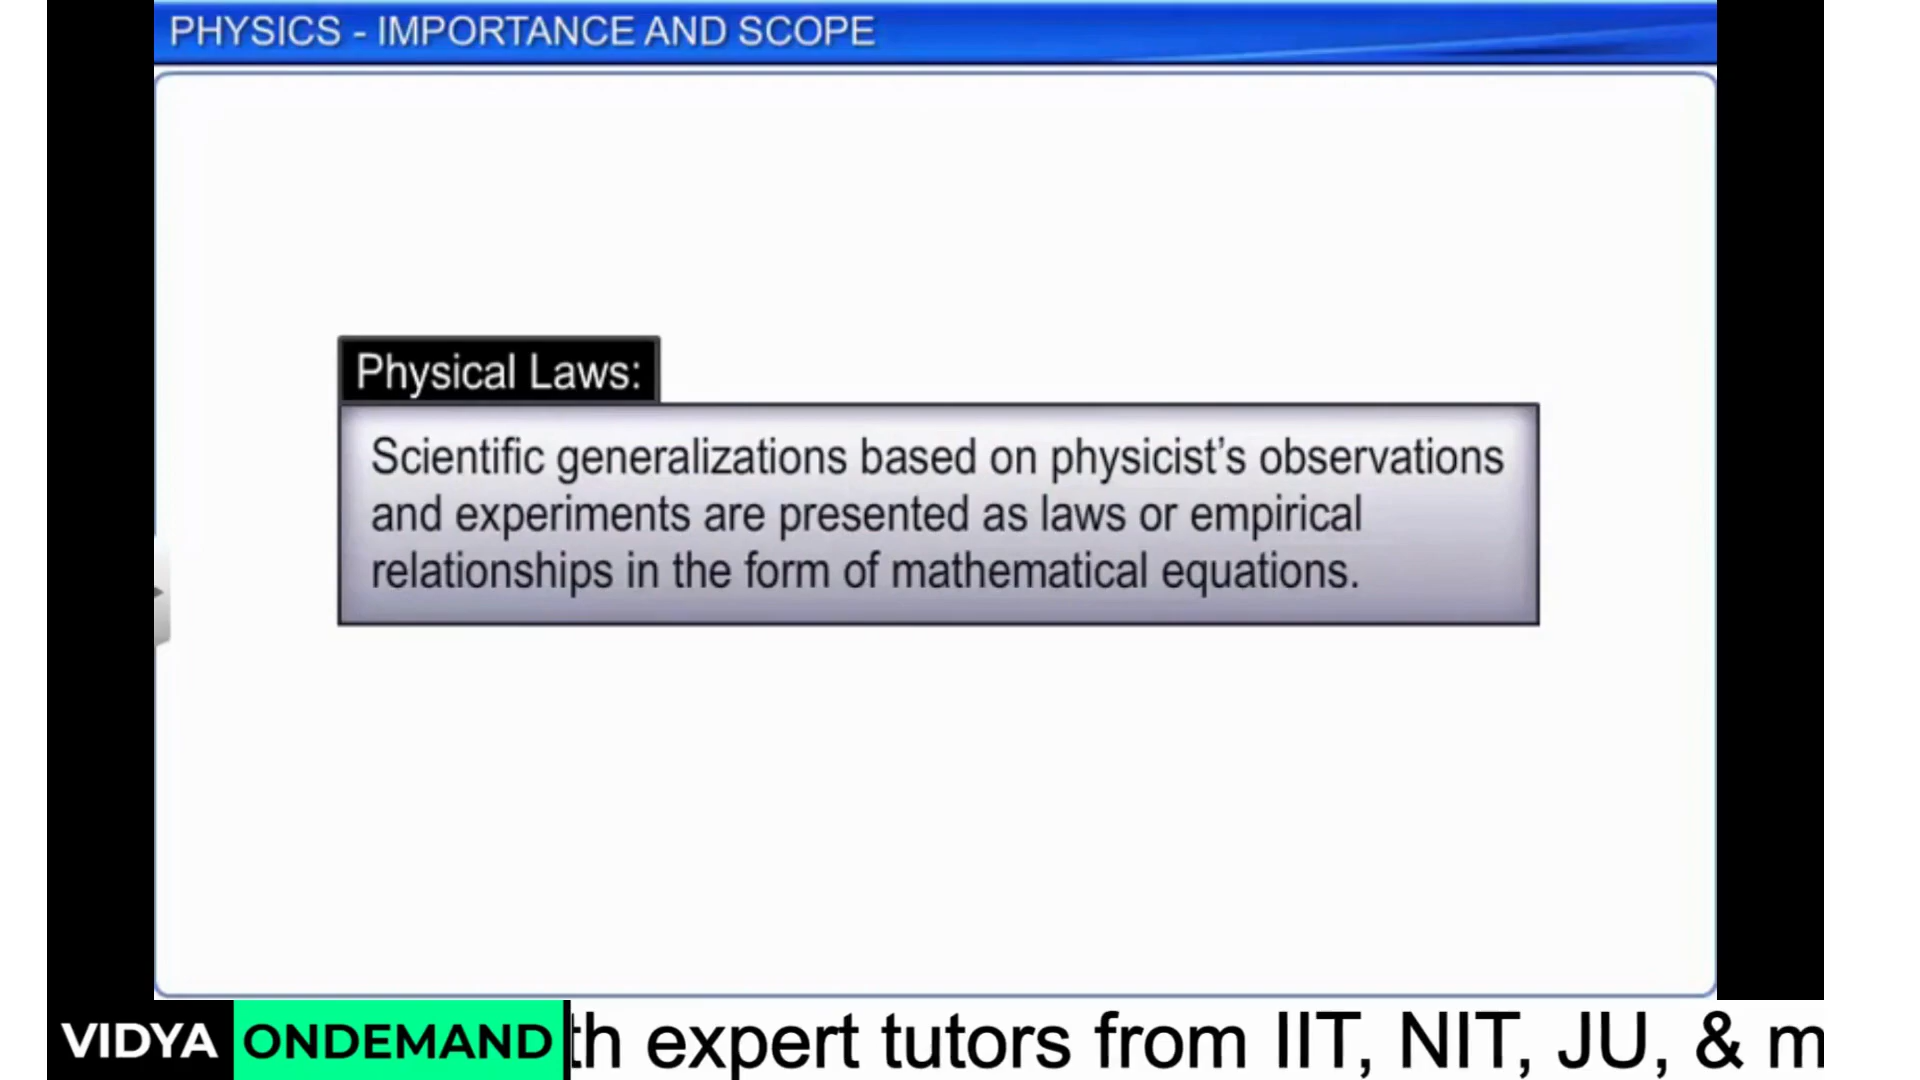 PHYSICS - IMPORTANCE AND SCOPE
Physical Laws:
Scientific generalizations based on physicist’s observations
and experiments are presented as laws or empirical
relationships in the form of mathematical equations.
VIDYA ONDEMAND th expert tutors from IIT, NIT, JU, & m